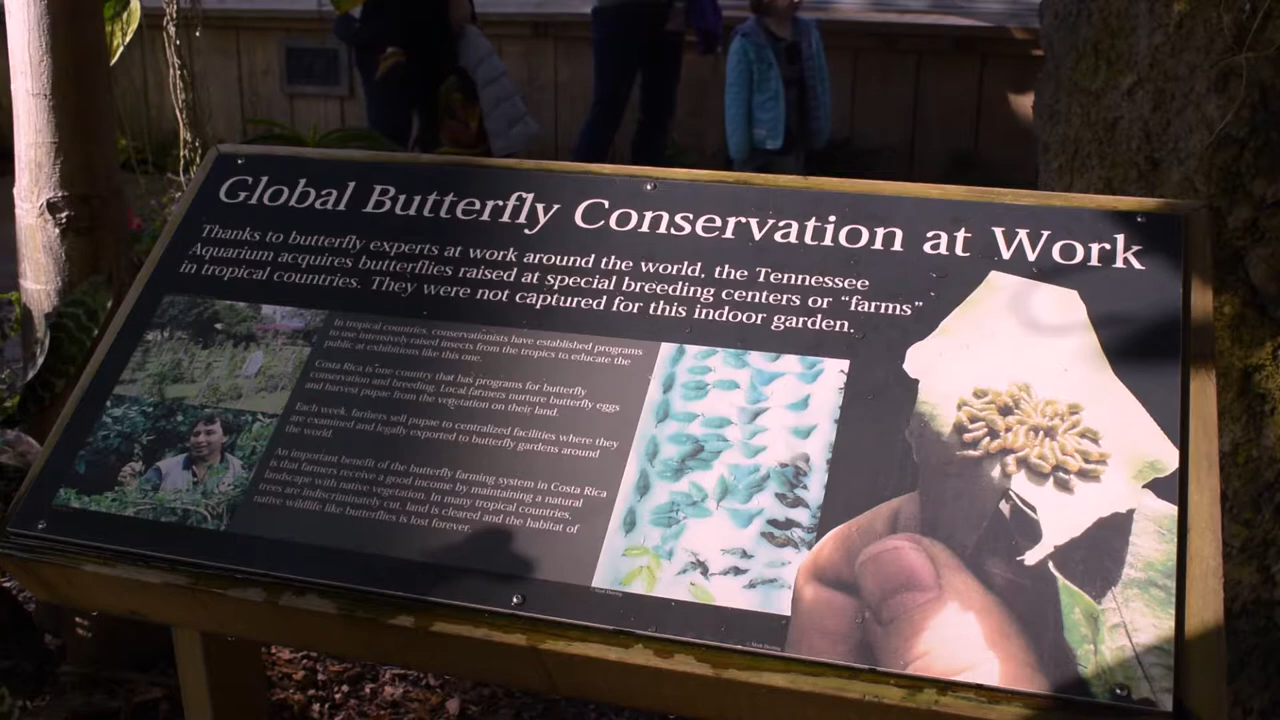 Global Butterfly Conservation at Work
Thanks to butterfly experts at work around the world, the Tennessee
Aquarium acquires butterflies raised at special breeding centers or “farms”
in tropical countries. They were not captured for this indoor garden.
In tropical countries, conservationists have established programs
to use intensively raised insects from the tropics to educate the
public at exhibitions like this one.
Costa Rica is one country that has programs for butterfly
conservation and breeding. Local farmers nurture butterfly eggs
and harvest pupae from the vegetation on their land.
Each week, farmers sell pupae to centralized facilities where they
are examined and legally exported to butterfly gardens around
the world
An important benefit of the butterfly farming system in Costa Rica
is that farmers receive a good income by maintaining a natural
landscape with native vegetation. In many tropical countries,
trees are indiscriminately cut, land is cleared and the habitat of
native wildlife like butterflies is lost forever.